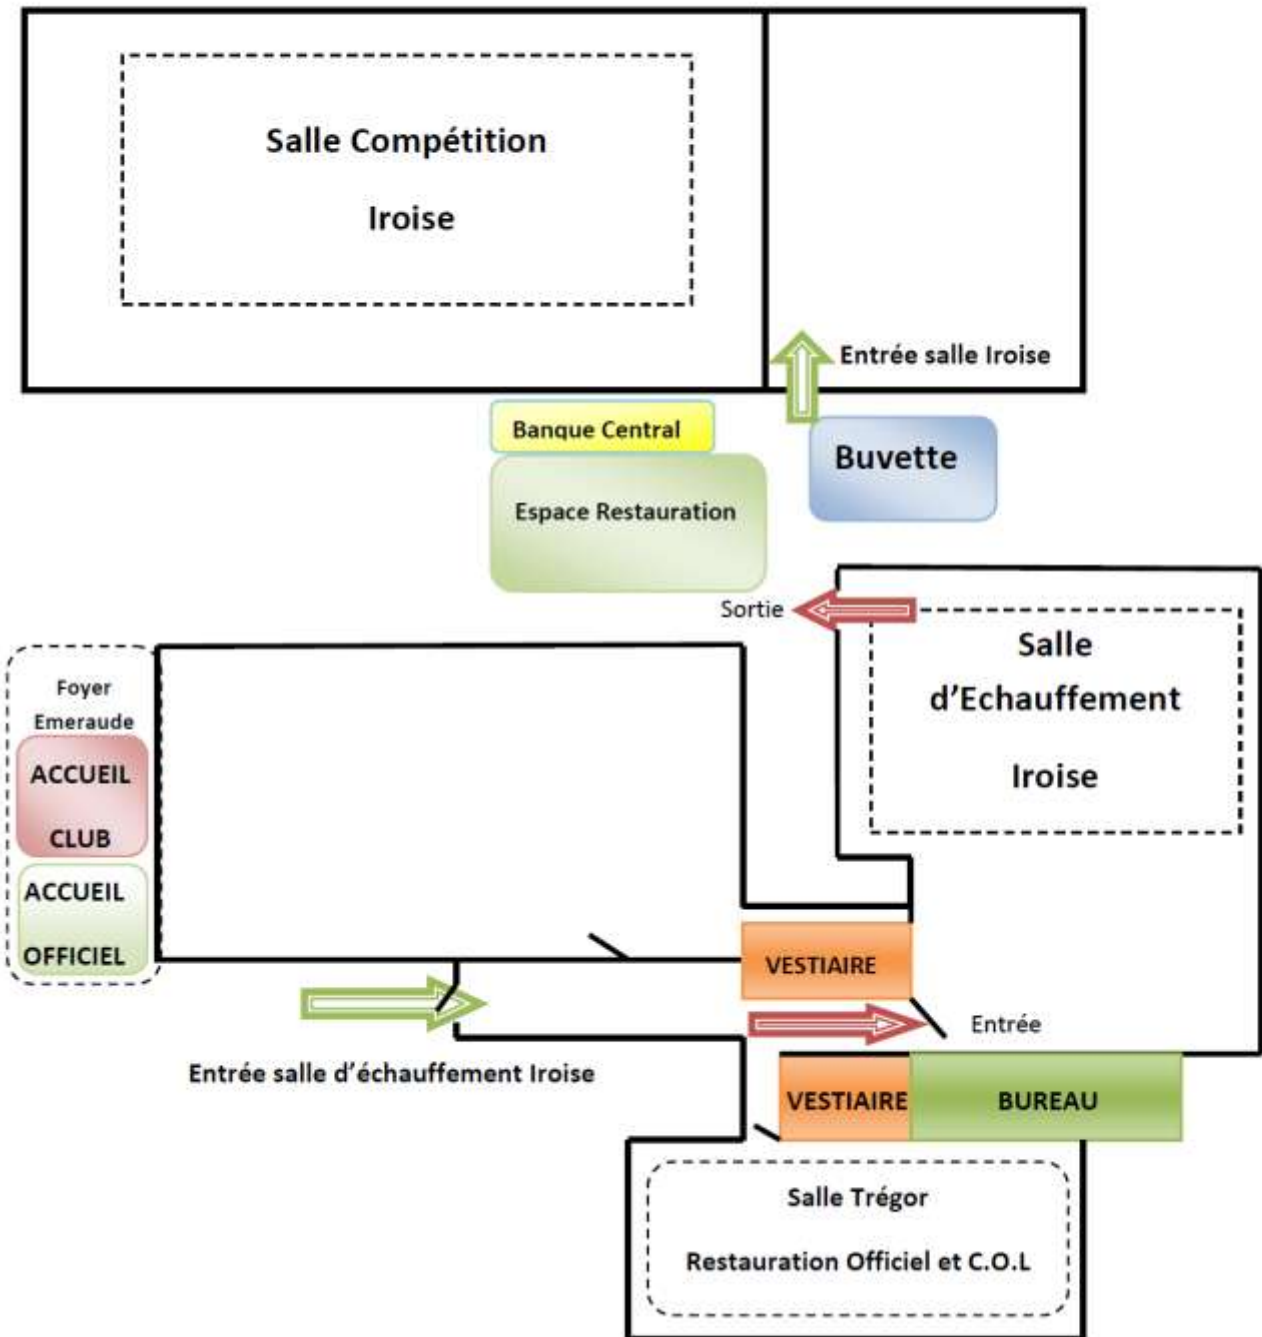 Salle Compétition
Iroise
Entrée salle Iroise
Banque Central
Buvette
Espace Restauration
Sortie
Salle
d'Echauffement
Iroise
Foyer
Emeraude
ACCUEIL
CLUB
ACCUEIL
OFFICIEL
VESTIAIRE
Entrée
Entrée salle d'échauffement Iroise
VESTIAIRE
BUREAU
Salle Trégor
Restauration Officiel et C.O.L